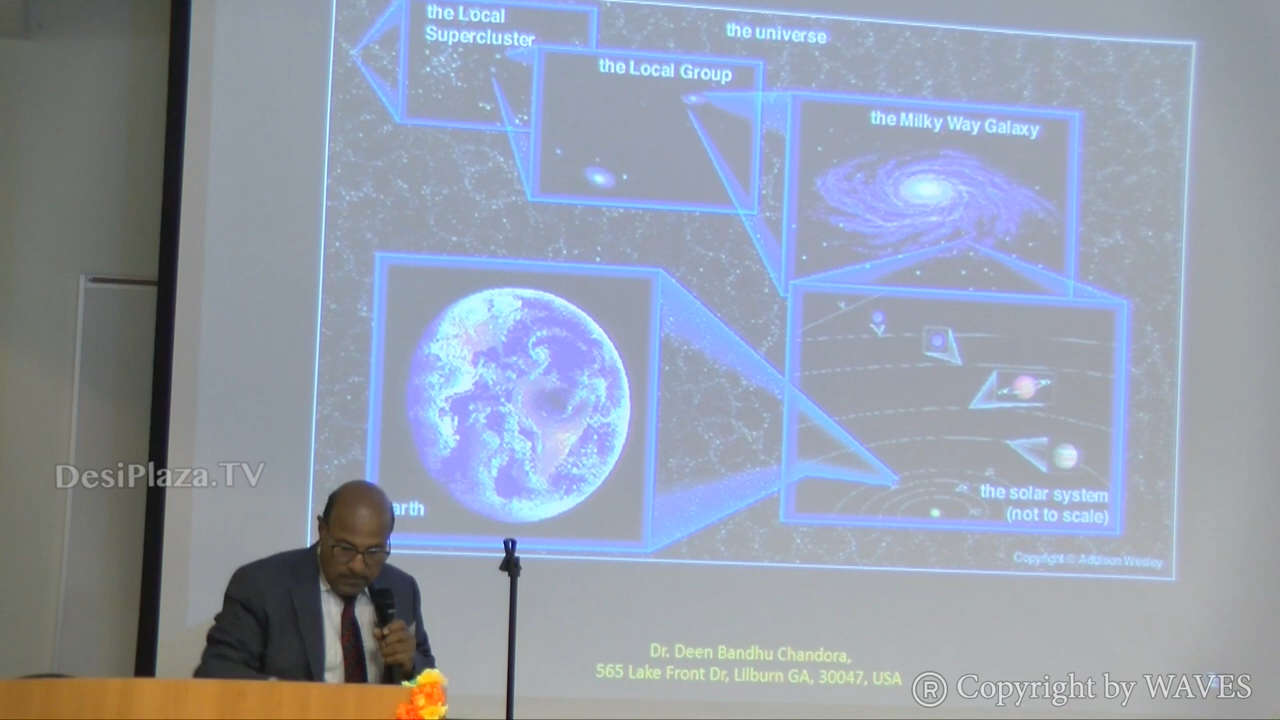 the Local
Supercluster
the universe
the Local Group
the Milky Way Galaxy
arth
the solar system
(not to scale)
Copyright © Addison Wesley
DesiPlaza.TV
Dr. Deen Bandhu Chandora,
565 Lake Front Dr, Lilburn GA, 30047, USA
® Copyright by WAVES